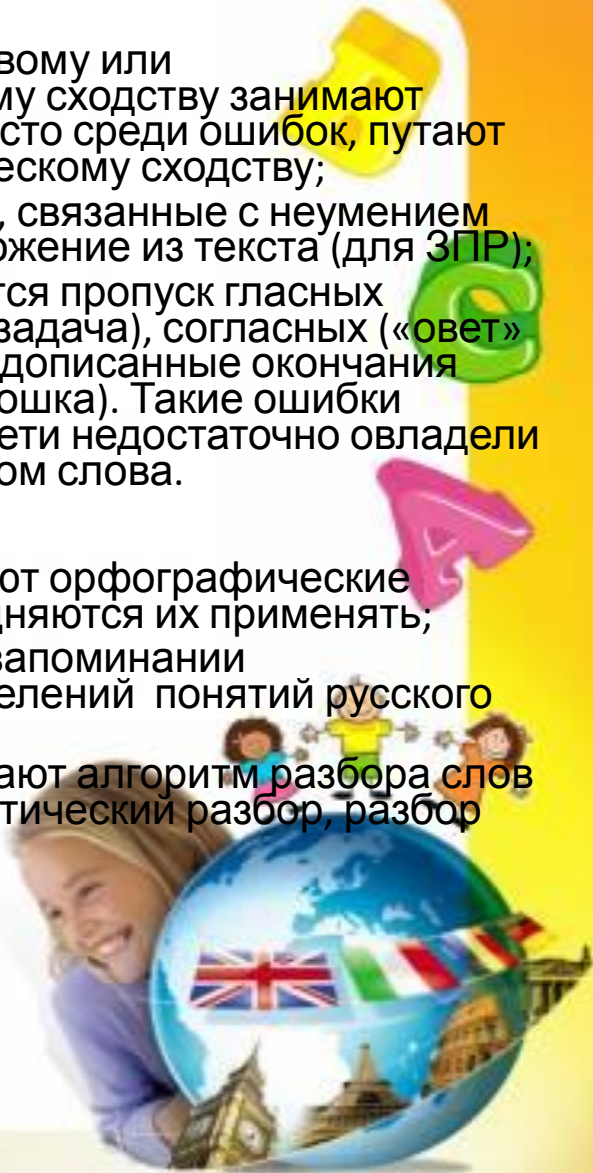 вому или
му сходству занимают
сто среди ошибок, путают
ескому сходству;
, связанные с неумением
ожение из текста (для ЗПР);
тся пропуск гласных
задача), согласных («овет»
дописанные окончания
ошка). Такие ошибки
ети недостаточно овладели
ом слова.
ют орфографические
дняются их применять;
запоминании
елений понятий русского
ают алгоритм разбора слов
тический разбор, разбор
B
C
A